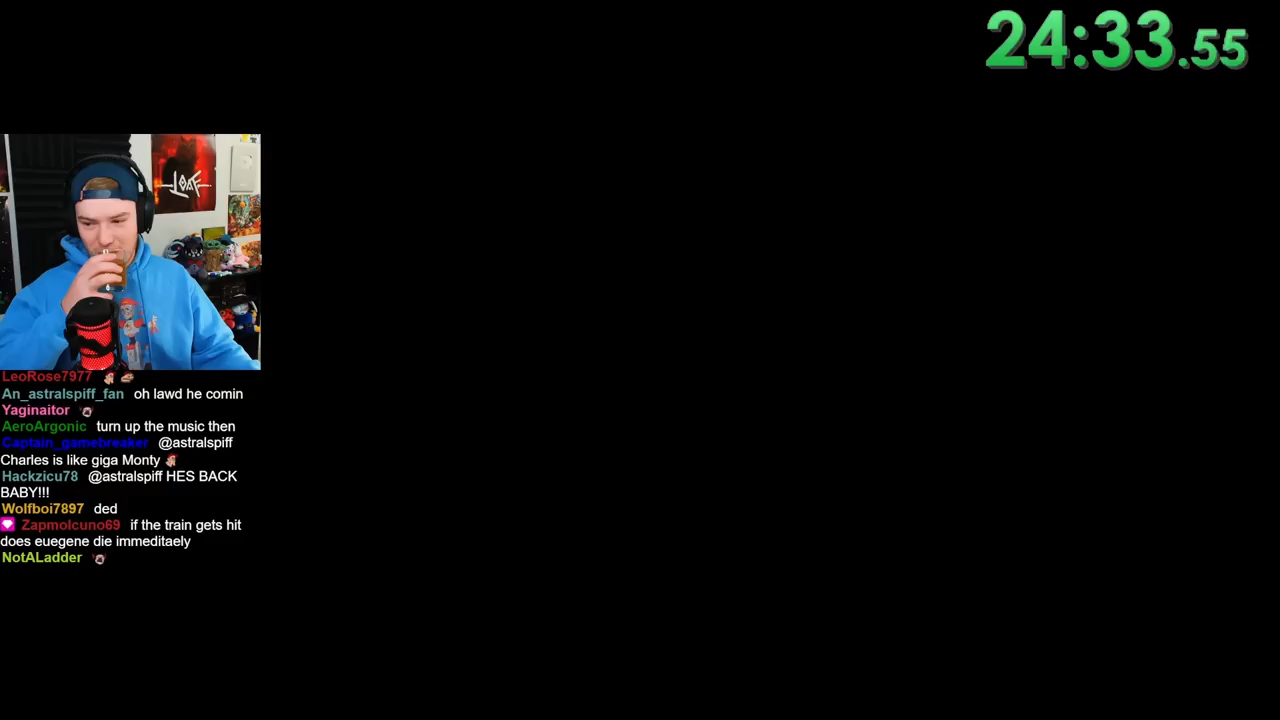 24:33.55
LOAF
LeoRose7977
An_astralspiff_fan oh lawd he comin
Yaginaitor
AeroArgonic turn up the music then
Captain_gamebreaker @astralspiff
Charles is like giga Monty
Hackzicu78 @astralspiff HES BACK
BABY!!!
Wolfboi7897 ded
Zapmolcuno69 if the train gets hit
does euegene die immeditaely
NotALadder